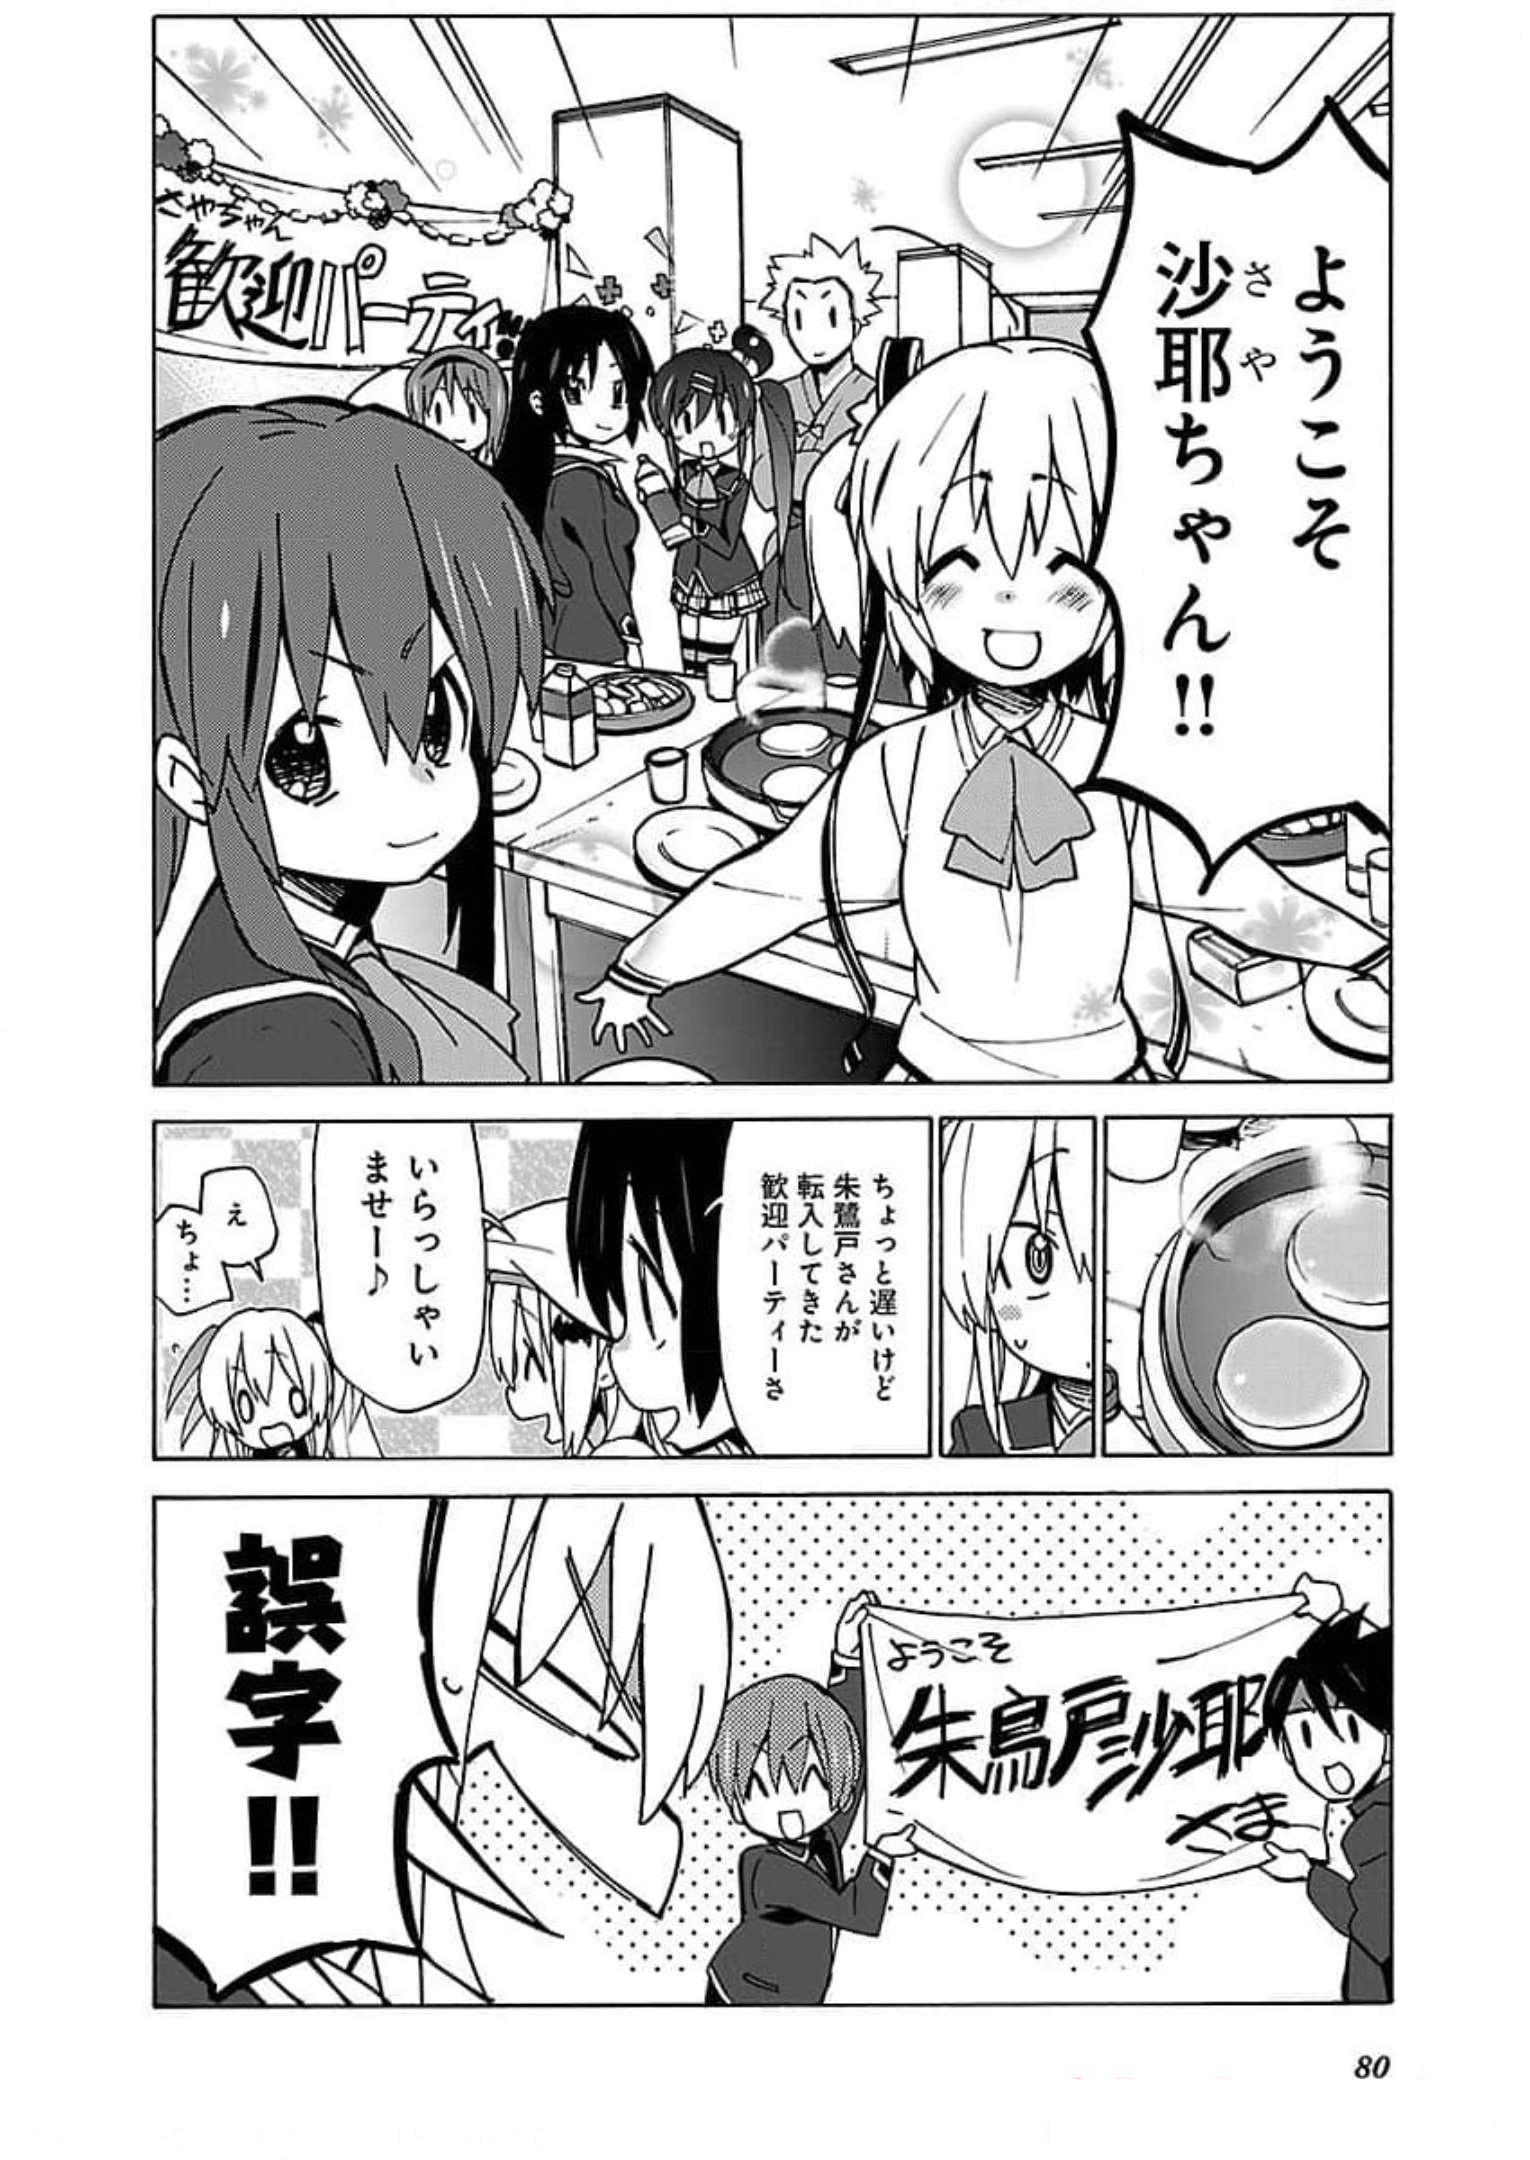 ようこそ
沙耶ちゃん!!
さや
さやちゃん
歓迎パーティ!!
ちょっと遅いけど
朱鷺戸さんが
転入してきた
歓迎パーティーさ
いらっしゃい
ませー♪
え
ちょ…
ようこそ
朱鳥戸沙耶
さま
誤字!!
80